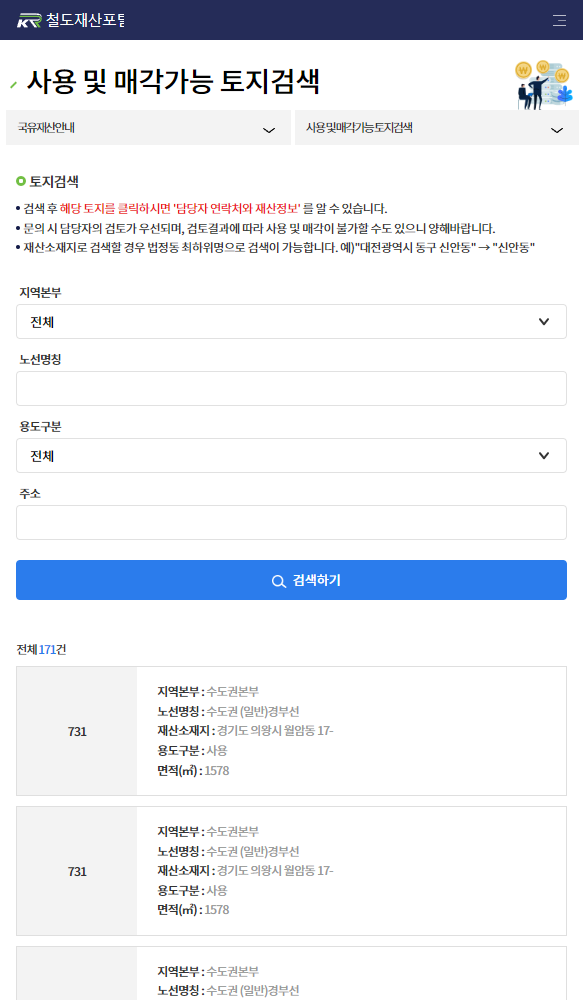 KR 철도재산포털
사용 및 매각가능 토지검색
국유재산안내
사용및매각가능토지검색
토지검색
검색 후 해당 토지를 클릭하시면 '담당자 연락처와 재산정보' 를 알 수 있습니다.
문의 시 담당자의 검토가 우선되며, 검토결과에 따라 사용 및 매각이 불가할 수도 있으니 양해바랍니다.
재산소재지로 검색할 경우 법정동 최하위명으로 검색이 가능합니다. 예)"대전광역시 동구 신안동" → "신안동"
지역본부
전체
노선명칭
용도구분
전체
주소
검색하기
전체 171건
731
지역본부 : 수도권본부
노선명칭 : 수도권 (일반)경부선
재산소재지 : 경기도 의왕시 월암동 17-
용도구분 : 사용
면적(㎡) : 1578
731
지역본부 : 수도권본부
노선명칭 : 수도권 (일반)경부선
재산소재지 : 경기도 의왕시 월암동 17-
용도구분 : 사용
면적(㎡) : 1578
지역본부 : 수도권본부
노선명칭 : 수도권 (일반)경부선